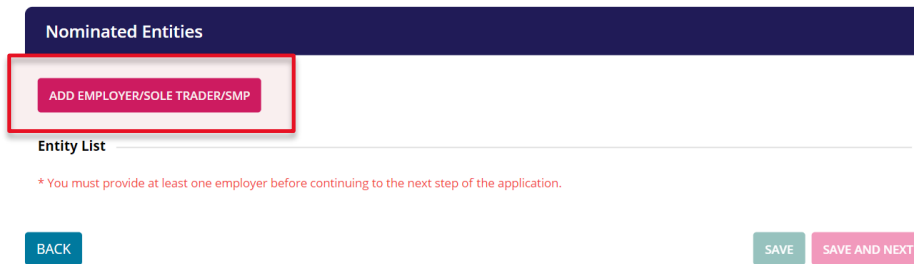 Nominated Entities
ADD EMPLOYER/SOLE TRADER/SMP
Entity List
* You must provide at least one employer before continuing to the next step of the application.
BACK
SAVE
SAVE AND NEXT